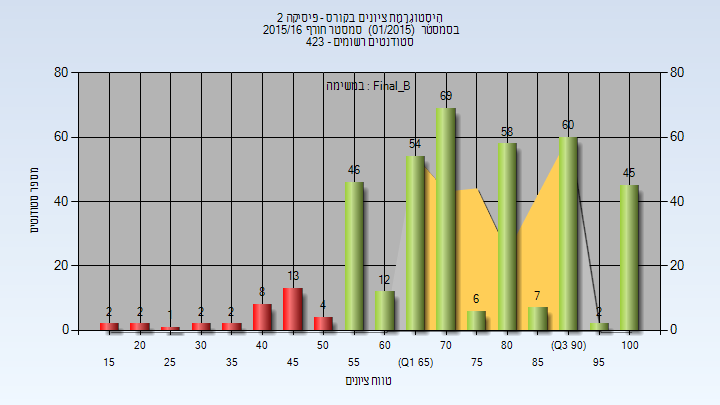 היסטוגרמת ציונים בקורס - פיסיקה 2
בסמסטר (01/2015) סמסטר חורף 2015/16
סטודנטים רשומים - 423
במשימה : Final_B
80 80
60 60
40 40
20 20
0 0
מספר סטודנטים
2 2 1 2 2 8 13 4 46 12 54 69 6 58 7 60 2 45
20 30 40 50 60 70 80 (Q3 90) 100
15 25 35 45 55 (Q1 65) 75 85 95
טווח ציונים